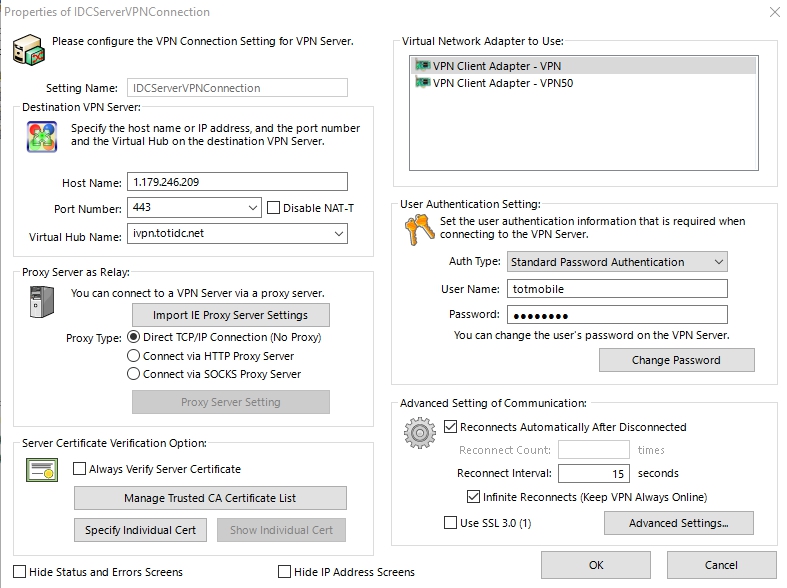 Properties of IDCServerVPNConnection
Please configure the VPN Connection Setting for VPN Server.
Setting Name: IDCServerVPNConnection
Destination VPN Server:
Specify the host name or IP address, and the port number
and the Virtual Hub on the destination VPN Server.
Host Name: 1.179.246.209
Port Number: 443 Disable NAT-T
Virtual Hub Name: ivpn.totidc.net
Proxy Server as Relay:
You can connect to a VPN Server via a proxy server.
Import IE Proxy Server Settings
Proxy Type: Direct TCP/IP Connection (No Proxy)
Connect via HTTP Proxy Server
Connect via SOCKS Proxy Server
Proxy Server Setting
Server Certificate Verification Option:
Always Verify Server Certificate
Manage Trusted CA Certificate List
Specify Individual Cert Show Individual Cert
Hide Status and Errors Screens Hide IP Address Screens
Virtual Network Adapter to Use:
VPN Client Adapter - VPN
VPN Client Adapter - VPN50
User Authentication Setting:
Set the user authentication information that is required when
connecting to the VPN Server.
Auth Type: Standard Password Authentication
User Name: totmobile
Password: ●●●●●●●●
You can change the user's password on the VPN Server.
Change Password
Advanced Setting of Communication:
Reconnects Automatically After Disconnected
Reconnect Count: times
Reconnect Interval: 15 seconds
Infinite Reconnects (Keep VPN Always Online)
Use SSL 3.0 (1) Advanced Settings...
OK Cancel